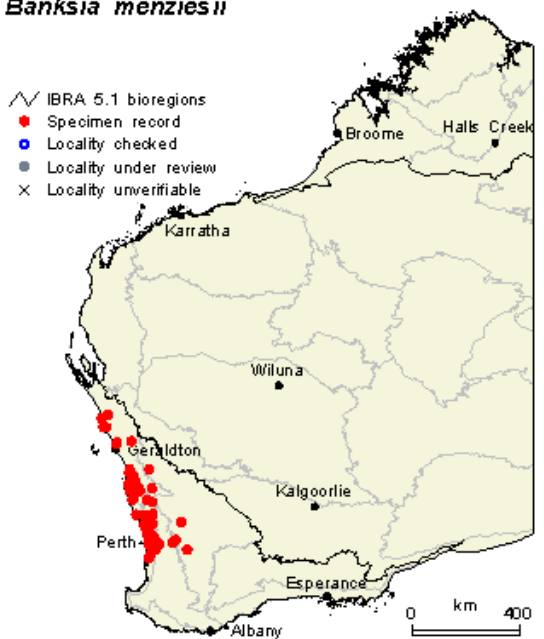 Banksia menziesii
IBRA 5.1 bioregions
Specimen record
Locality checked
Locality under review
Locality unverifiable
Broome
Halls Creek
Karratha
Wiluna
Geraldton
Kalgoorlie
Perth
Esperance
Albany
0 km 400